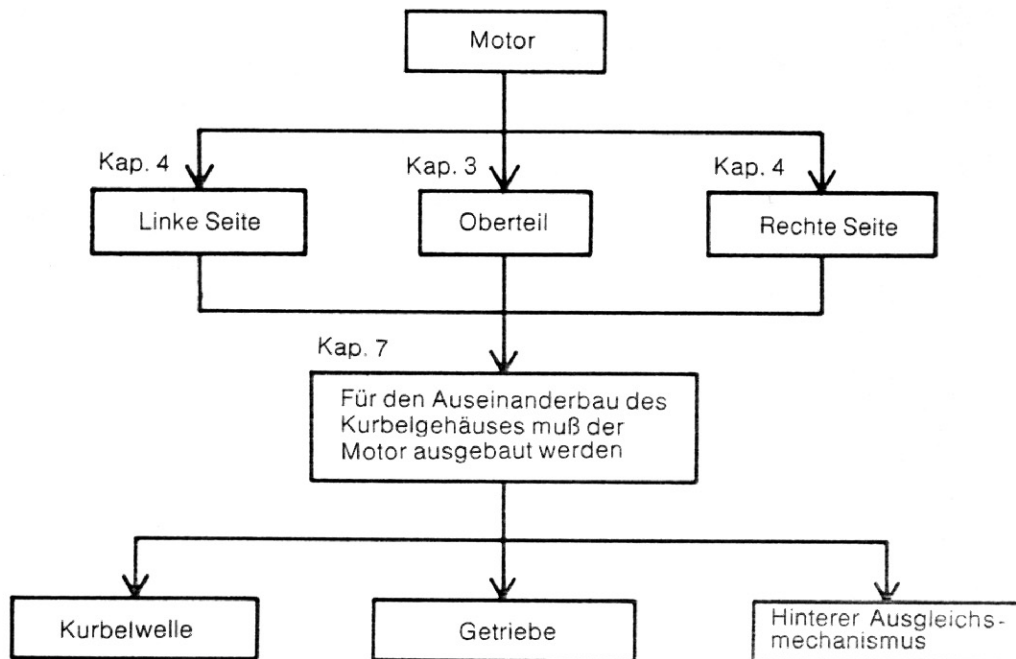 Motor
Kap. 4
Kap. 3
Kap. 4
Linke Seite
Oberteil
Rechte Seite
Kap. 7
Für den Auseinanderbau des
Kurbelgehäuses muß der
Motor ausgebaut werden
Kurbelwelle
Getriebe
Hinterer Ausgleichs-
mechanismus